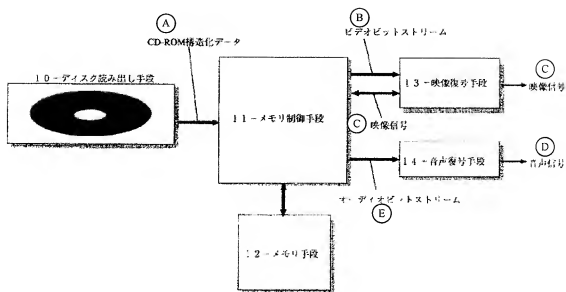 A
CD-ROM構造化データ
B
ビデオビットストリーム
10-ディスク読み出し手段
11-メモリ制御手段
13-映像復号手段
C
映像信号
C
映像信号
14-音声復号手段
D
音声信号
オーディオビットストリーム
E
12-メモリ手段